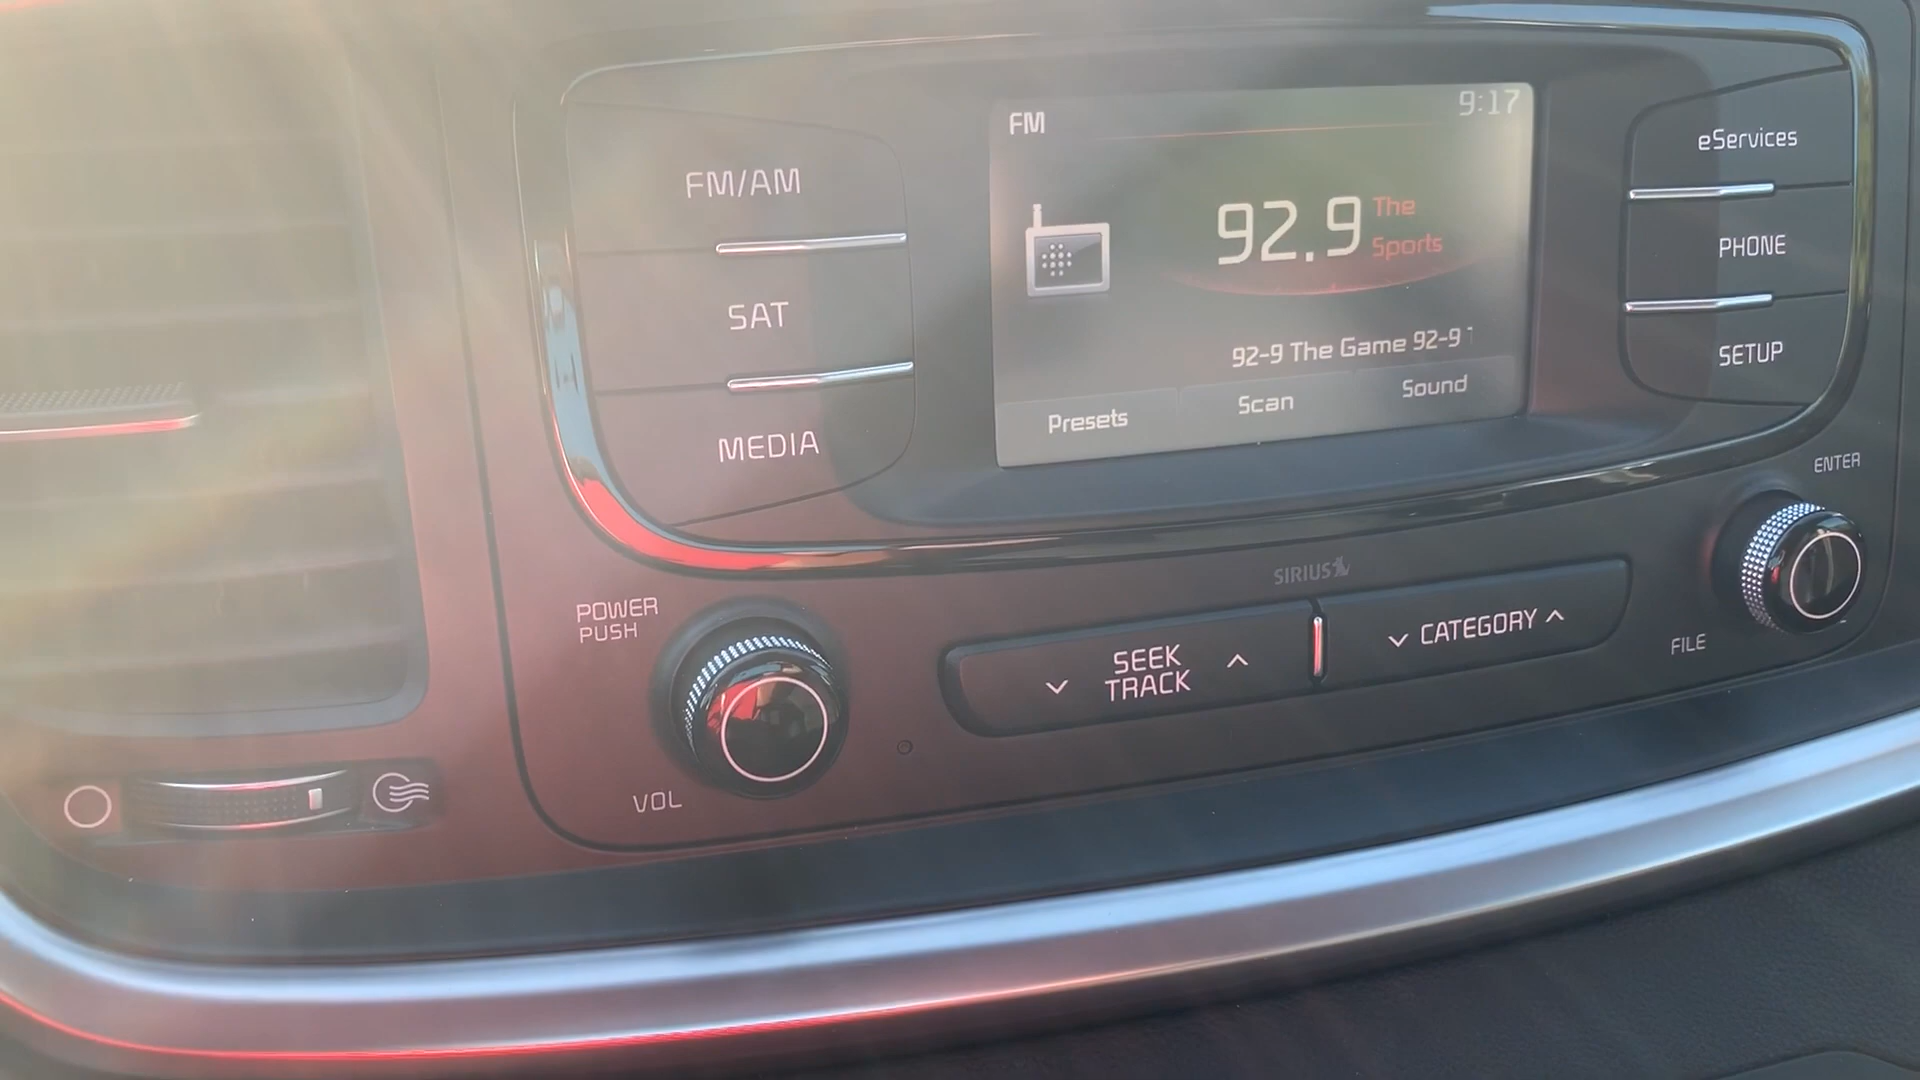 FM/AM
SAT
MEDIA
FM
9:17
92.9
The
Sports
92-9 The Game 92-9
Presets
Scan
Sound
eServices
PHONE
SETUP
ENTER
SIRIUS
POWER
PUSH
VOL
SEEK
TRACK
CATEGORY
FILE